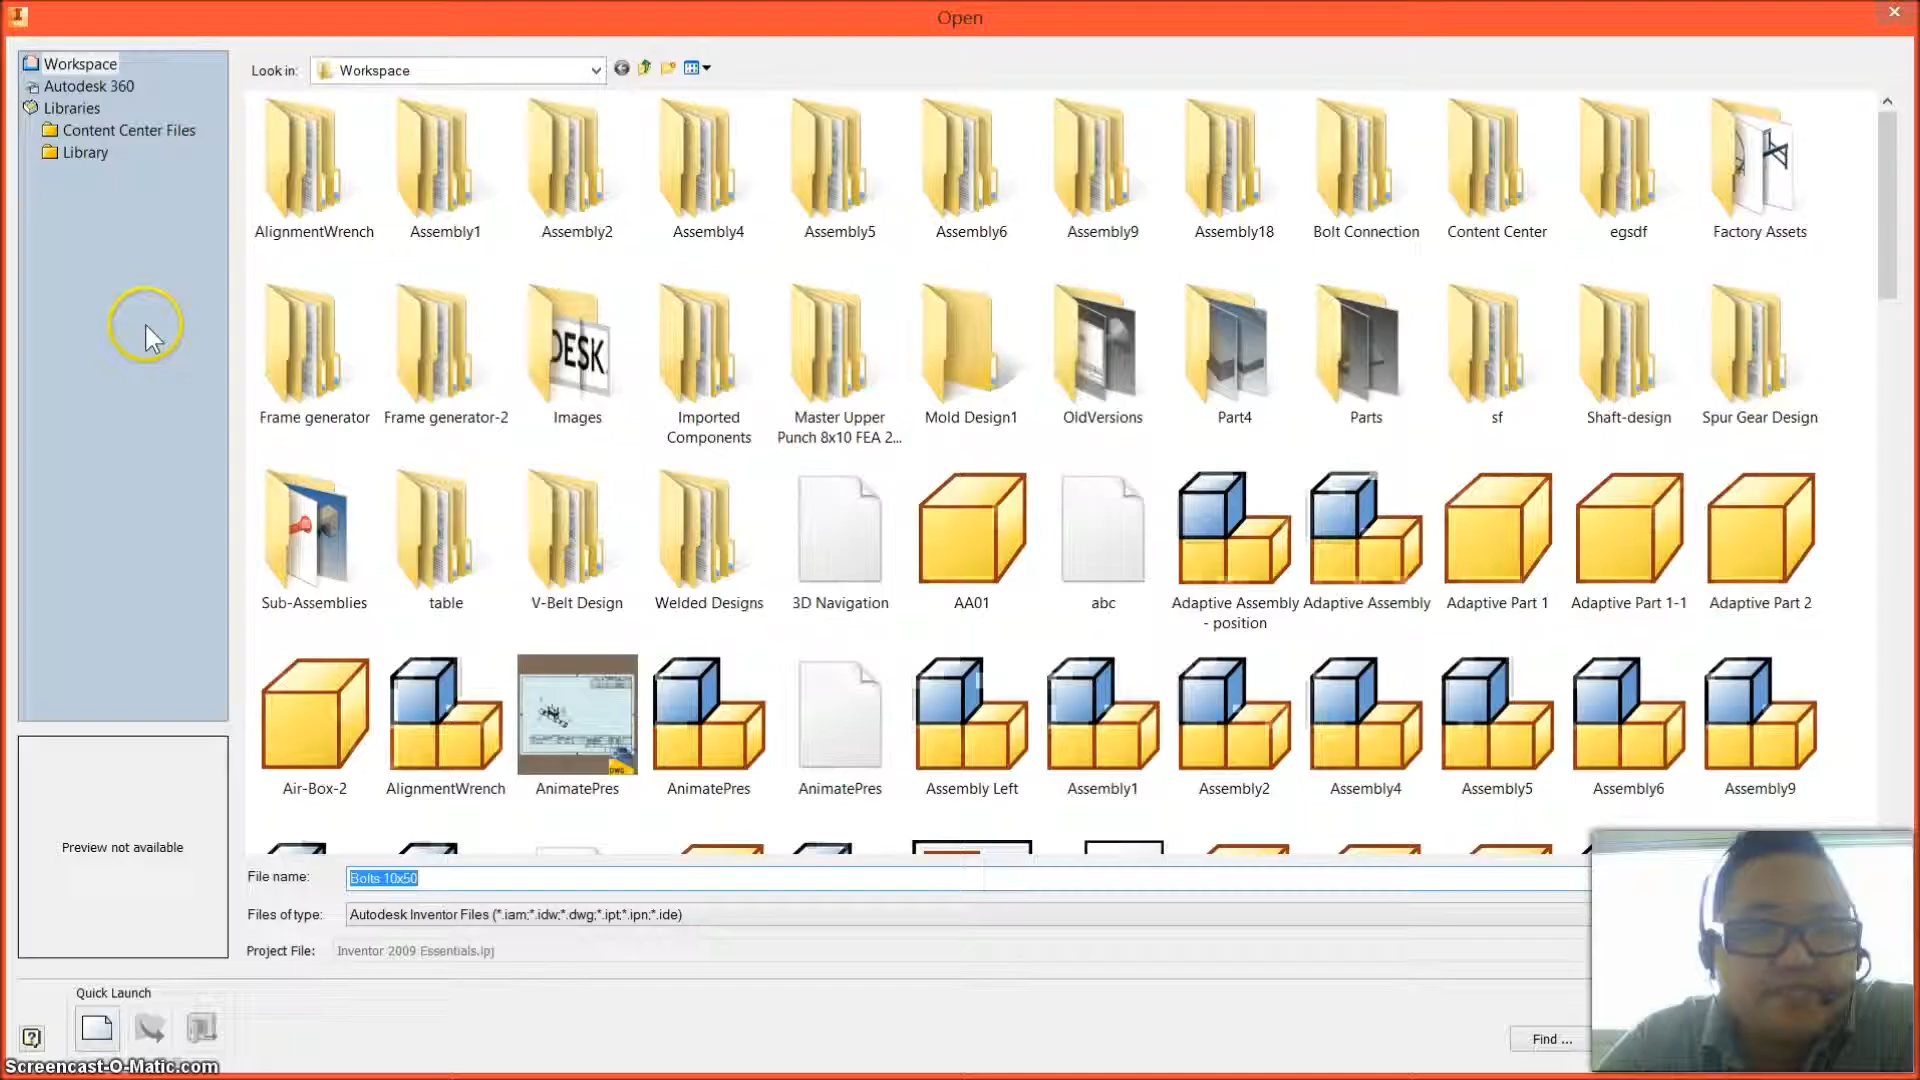 Open
Workspace
Autodesk 360
Libraries
Content Center Files
Library
Look in:
Workspace
AlignmentWrench
Assembly1
Assembly2
Assembly4
Assembly5
Assembly6
Assembly9
Assembly18
Bolt Connection
Content Center
egsdf
Factory Assets
Frame generator
Frame generator-2
DESK
Images
Imported
Components
Master Upper
Punch 8x10 FEA 2...
Mold Design1
OldVersions
Part4
Parts
sf
Shaft-design
Spur Gear Design
Sub-Assemblies
table
V-Belt Design
Welded Designs
3D Navigation
AA01
abc
Adaptive Assembly
- position
Adaptive Assembly
Adaptive Part 1
Adaptive Part 1-1
Adaptive Part 2
Air-Box-2
AlignmentWrench
DWG
AnimatePres
AnimatePres
AnimatePres
Assembly Left
Assembly1
Assembly2
Assembly4
Assembly5
Assembly6
Assembly9
Preview not available
File name:
Bolts 10x50
Files of type:
Autodesk Inventor Files (*.iam;*.idw;*.dwg;*.ipt;*.ipn;*.ide)
Project File:
Inventor 2009 Essentials.ipj
Quick Launch
Find ...
Screencast-O-Matic.com